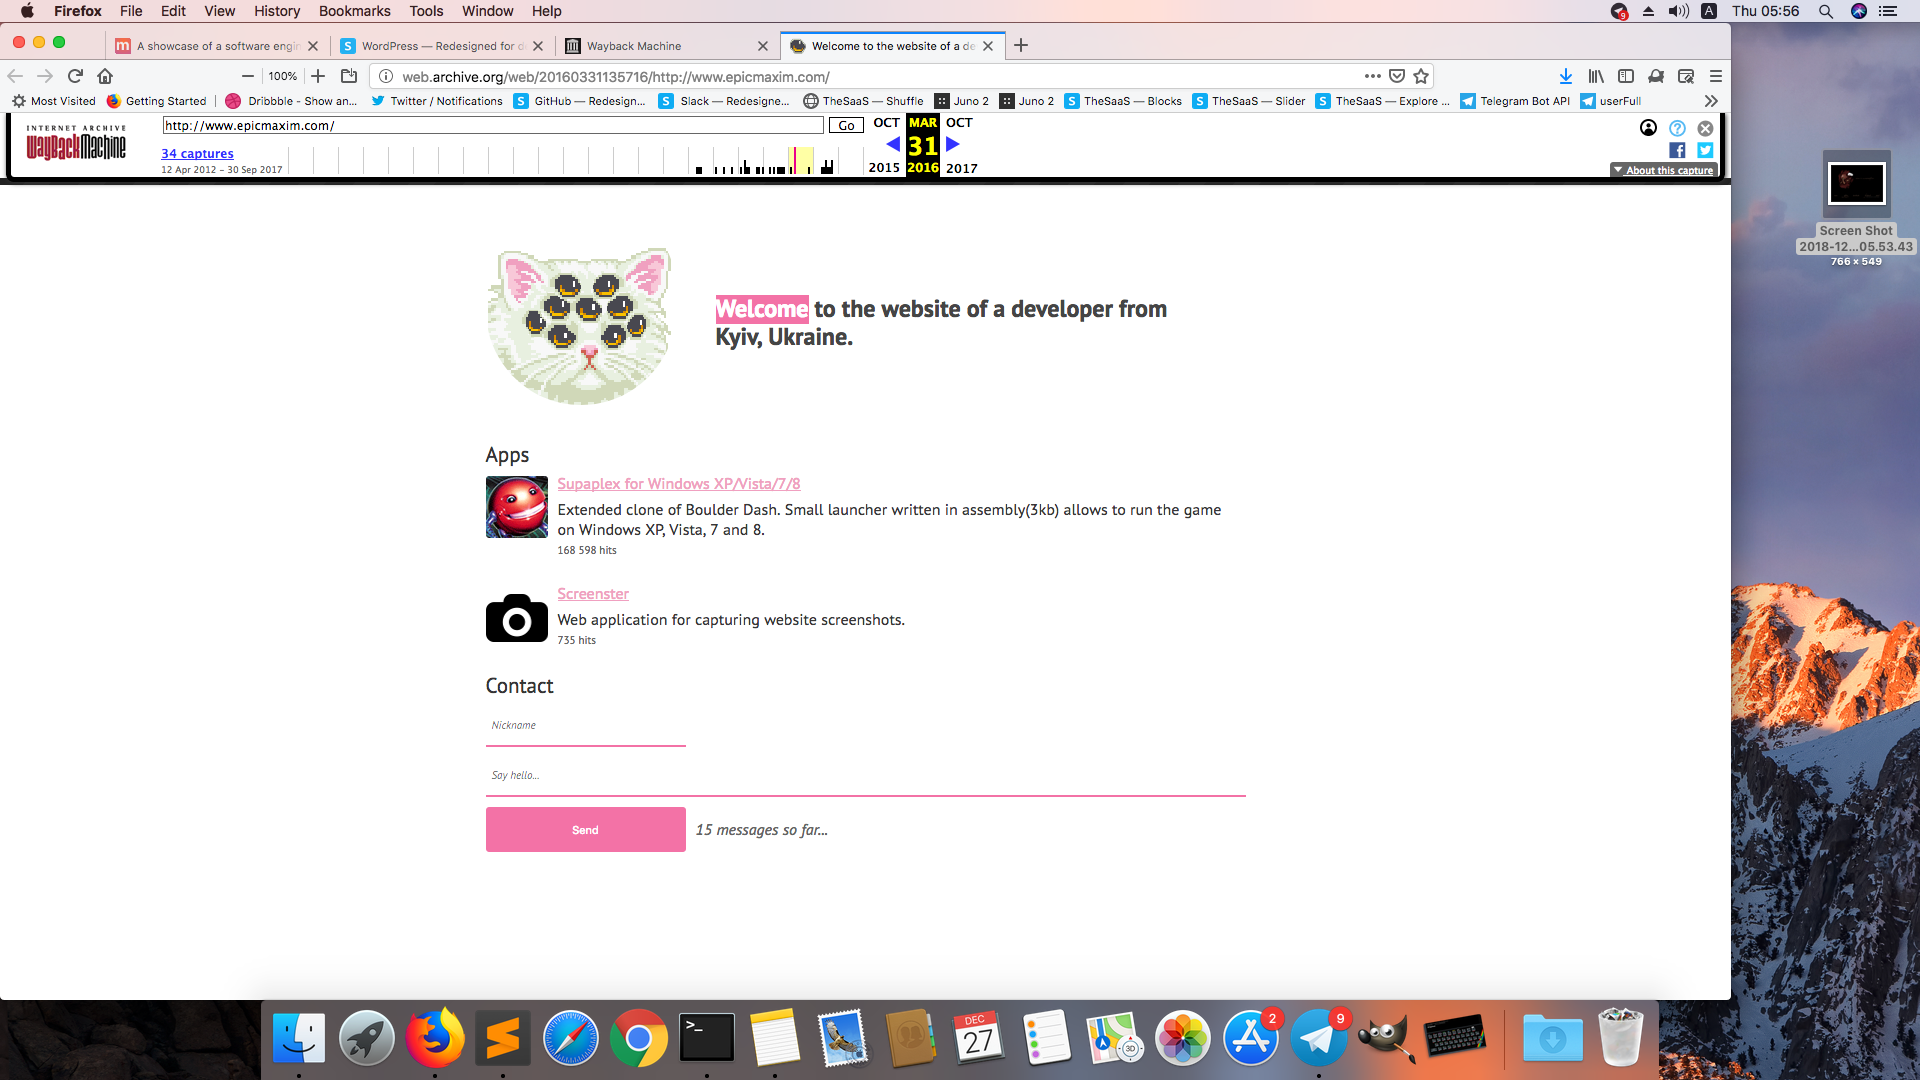 Firefox File Edit View History Bookmarks Tools Window Help
9 A Thu 05:56
A showcase of a software engin
WordPress — Redesigned for d
Wayback Machine
Welcome to the website of a de
100%
web.archive.org/web/20160331135716/http://www.epicmaxim.com/
Most Visited Getting Started Dribbble - Show an... Twitter / Notifications GitHub — Redesign... Slack — Redesigne... TheSaaS — Shuffle Juno 2 Juno 2 TheSaaS — Blocks TheSaaS — Slider TheSaaS — Explore ... Telegram Bot API userFull
INTERNET ARCHIVE
WayBackMachine
http://www.epicmaxim.com/
Go
OCT MAR OCT
31
2015 2016 2017
34 captures
12 Apr 2012 – 30 Sep 2017
About this capture
Screen Shot
2018-12...05.53.43
766 × 549
Welcome to the website of a developer from
Kyiv, Ukraine.
Apps
Supaplex for Windows XP/Vista/7/8
Extended clone of Boulder Dash. Small launcher written in assembly(3kb) allows to run the game
on Windows XP, Vista, 7 and 8.
168 598 hits
Screenster
Web application for capturing website screenshots.
735 hits
Contact
Nickname
Say hello...
Send
15 messages so far...
DEC
27
3D
2
9